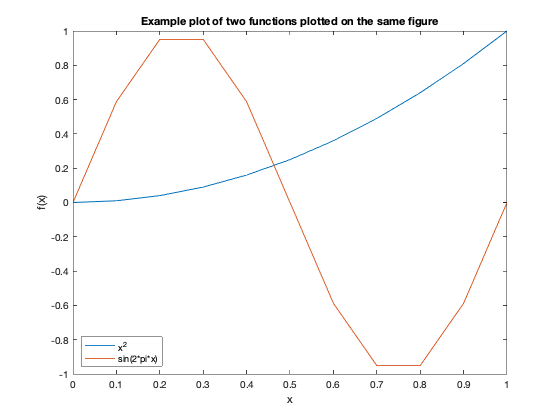 Example plot of two functions plotted on the same figure
1
0.8
0.6
0.4
0.2
0
-0.2
-0.4
-0.6
-0.8
-1
f(x)
x²
sin(2*pi*x)
0 0.1 0.2 0.3 0.4 0.5 0.6 0.7 0.8 0.9 1
x